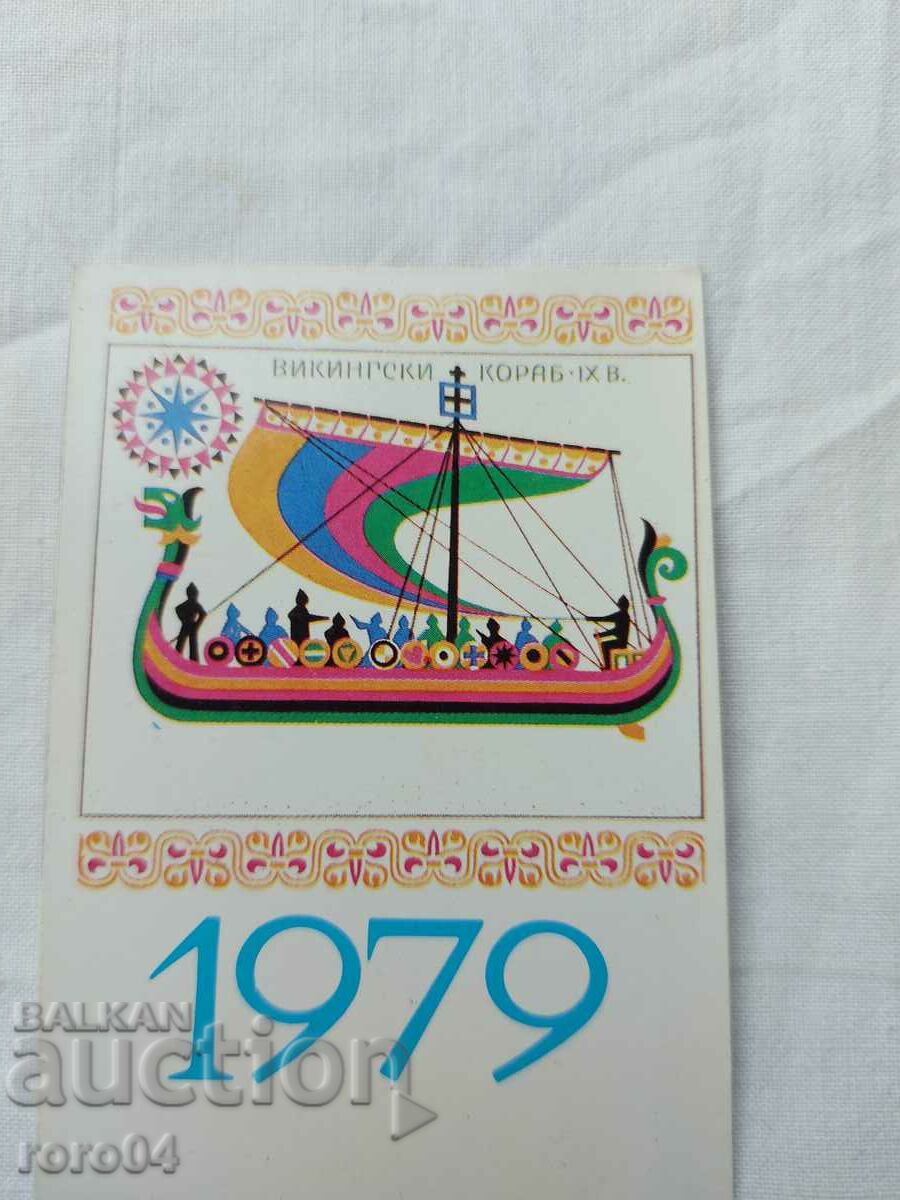 ВИКИНГСКИ КОРАБ·IX В.
1979
BALKAN
auction
roro04